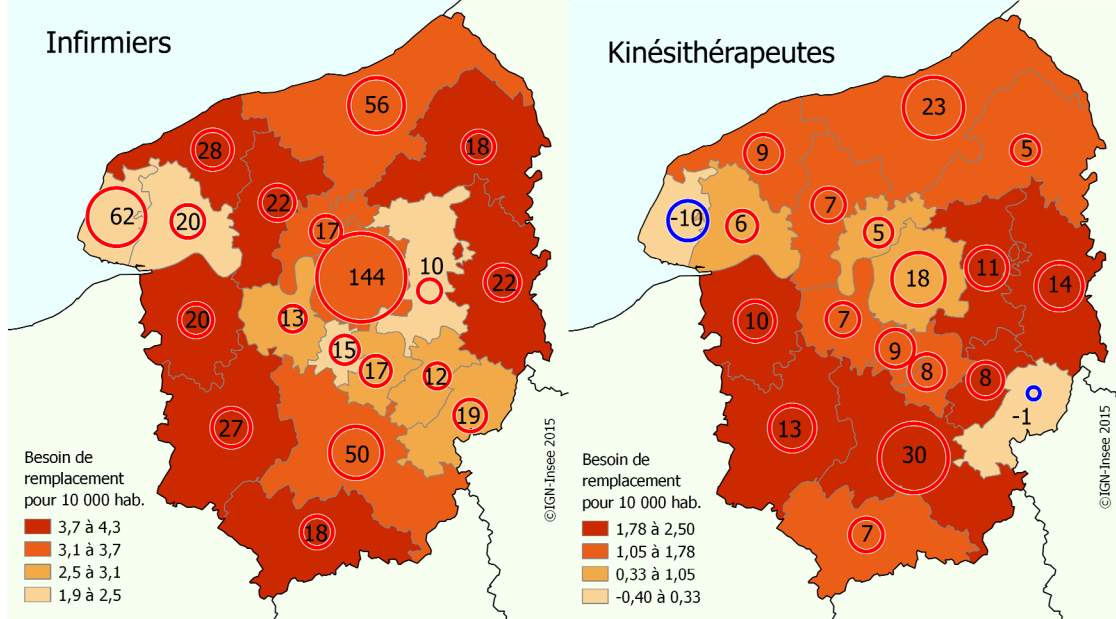 Infirmiers
56
28
18
22
62
20
17
144
10
22
20
13
15
17
12
19
27
50
18
Besoin de
remplacement
pour 10 000 hab.
3,7 à 4,3
3,1 à 3,7
2,5 à 3,1
1,9 à 2,5
©IGN-Insee 2015
Kinésithérapeutes
23
9
5
7
-10
6
5
18
11
14
10
7
9
8
8
-1
13
30
7
Besoin de
remplacement
pour 10 000 hab.
1,78 à 2,50
1,05 à 1,78
0,33 à 1,05
-0,40 à 0,33
©IGN-Insee 2015